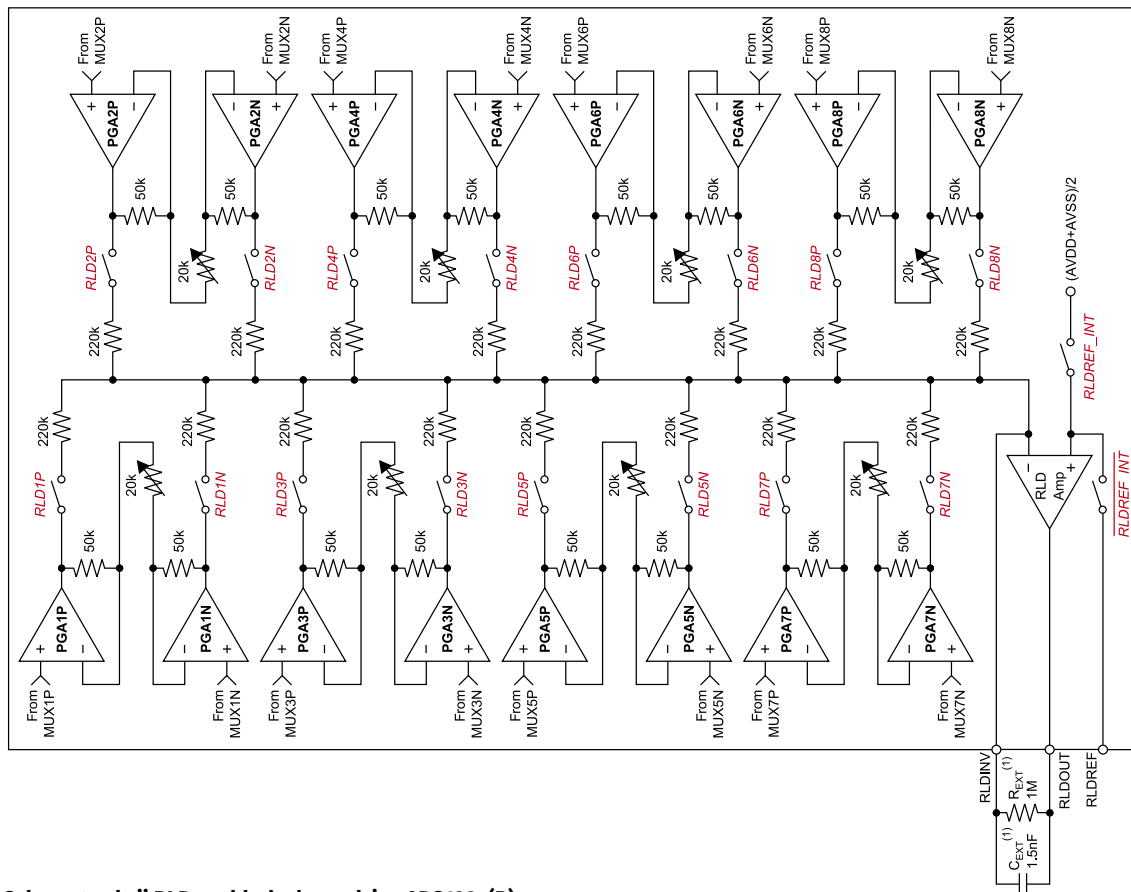 From
MUX2P
From
MUX2N
From
MUX4P
From
MUX4N
From
MUX6P
From
MUX6N
From
MUX8P
From
MUX8N
+
−
PGA2P
−
+
PGA2N
+
−
PGA4P
−
+
PGA4N
+
−
PGA6P
−
+
PGA6N
+
−
PGA8P
−
+
PGA8N
50k
50k
50k
50k
50k
50k
50k
50k
RLD2P
20k
RLD2N
RLD4P
20k
RLD4N
RLD6P
20k
RLD6N
RLD8P
20k
RLD8N
220k
220k
220k
220k
220k
220k
220k
220k
(AVDD+AVSS)/2
RLDREF_INT
220k
220k
220k
220k
220k
220k
220k
220k
RLD1P
20k
RLD1N
RLD3P
20k
RLD3N
RLD5P
20k
RLD5N
RLD7P
20k
RLD7N
50k
50k
50k
50k
50k
50k
50k
50k
−
+
RLD
Amp
RLDREF_INT
PGA1P
+
−
PGA1N
−
+
PGA3P
+
−
PGA3N
−
+
PGA5P
+
−
PGA5N
−
+
PGA7P
+
−
PGA7N
−
+
From
MUX1P
From
MUX1N
From
MUX3P
From
MUX3N
From
MUX5P
From
MUX5N
From
MUX7P
From
MUX7N
RLDINV
RLDOUT
RLDREF
REXT(1)
1M
CEXT(1)
1.5nF